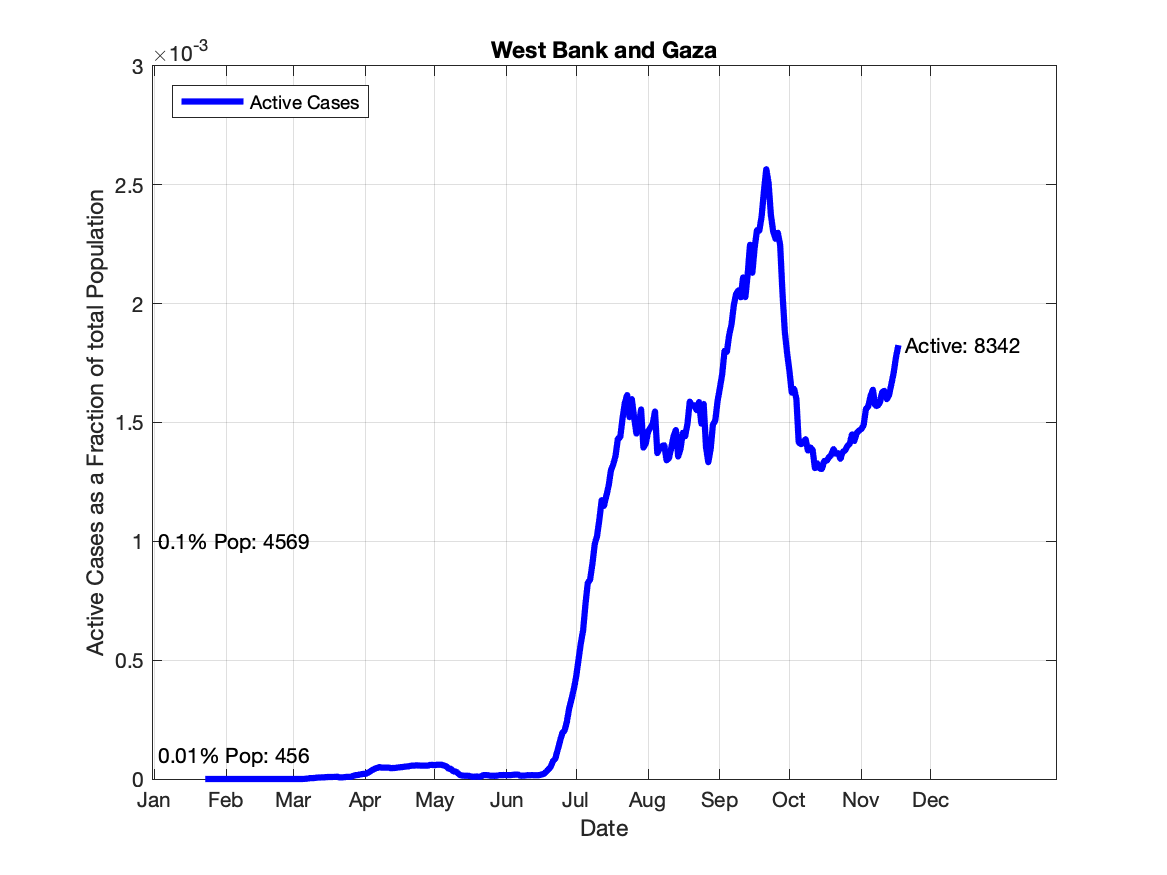 West Bank and Gaza
×10-3
3
2.5
2
1.5
1
0.5
0
Active Cases
Active: 8342
0.1% Pop: 4569
0.01% Pop: 456
Active Cases as a Fraction of total Population
Jan Feb Mar Apr May Jun Jul Aug Sep Oct Nov Dec
Date